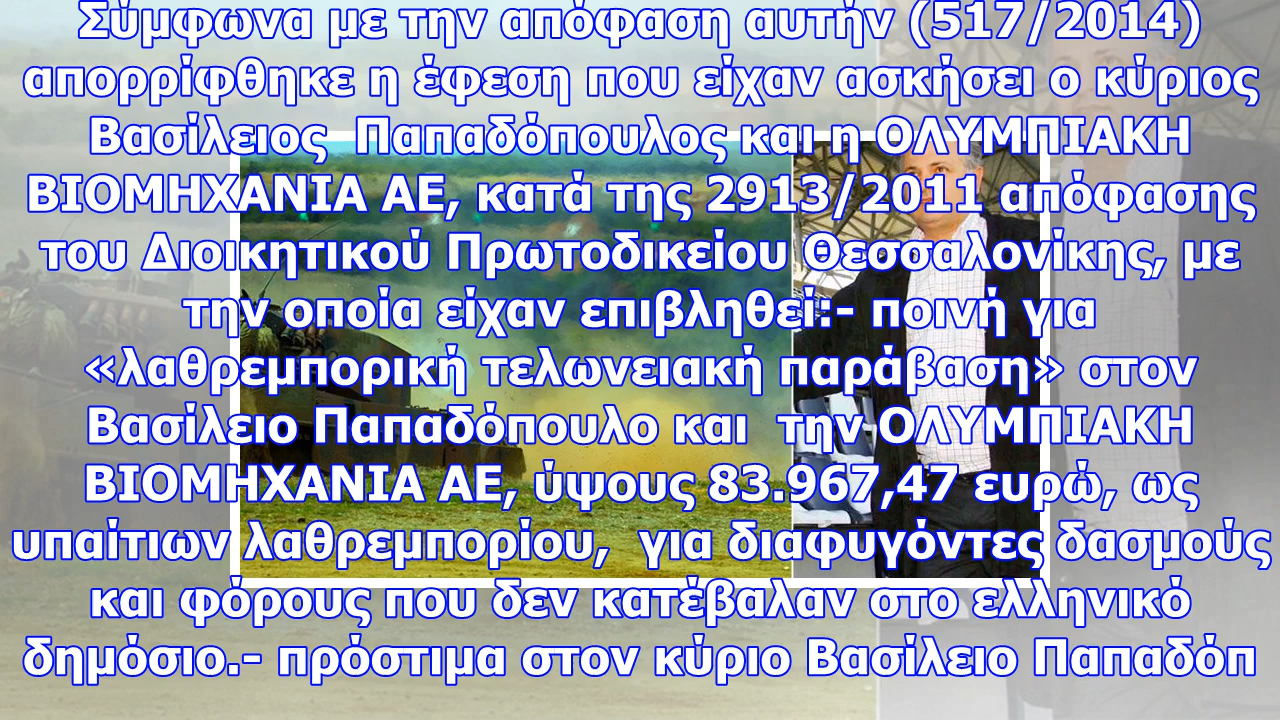 Σύμφωνα με την απόφαση αυτήν (517/2014)
απορρίφθηκε η έφεση που είχαν ασκήσει ο κύριος
Βασίλειος  Παπαδόπουλος και η ΟΛΥΜΠΙΑΚΗ
ΒΙΟΜΗΧΑΝΙΑ ΑΕ, κατά της 2913/2011 απόφασης
του Διοικητικού Πρωτοδικείου Θεσσαλονίκης, με
την οποία είχαν επιβληθεί:- ποινή για
«λαθρεμπορική τελωνειακή παράβαση» στον
Βασίλειο Παπαδόπουλο και  την ΟΛΥΜΠΙΑΚΗ
ΒΙΟΜΗΧΑΝΙΑ ΑΕ, ύψους 83.967,47 ευρώ, ως
υπαίτιων λαθρεμπορίου,  για διαφυγόντες δασμούς
και φόρους που δεν κατέβαλαν στο ελληνικό
δημόσιο.- πρόστιμα στον κύριο Βασίλειο Παπαδόπ